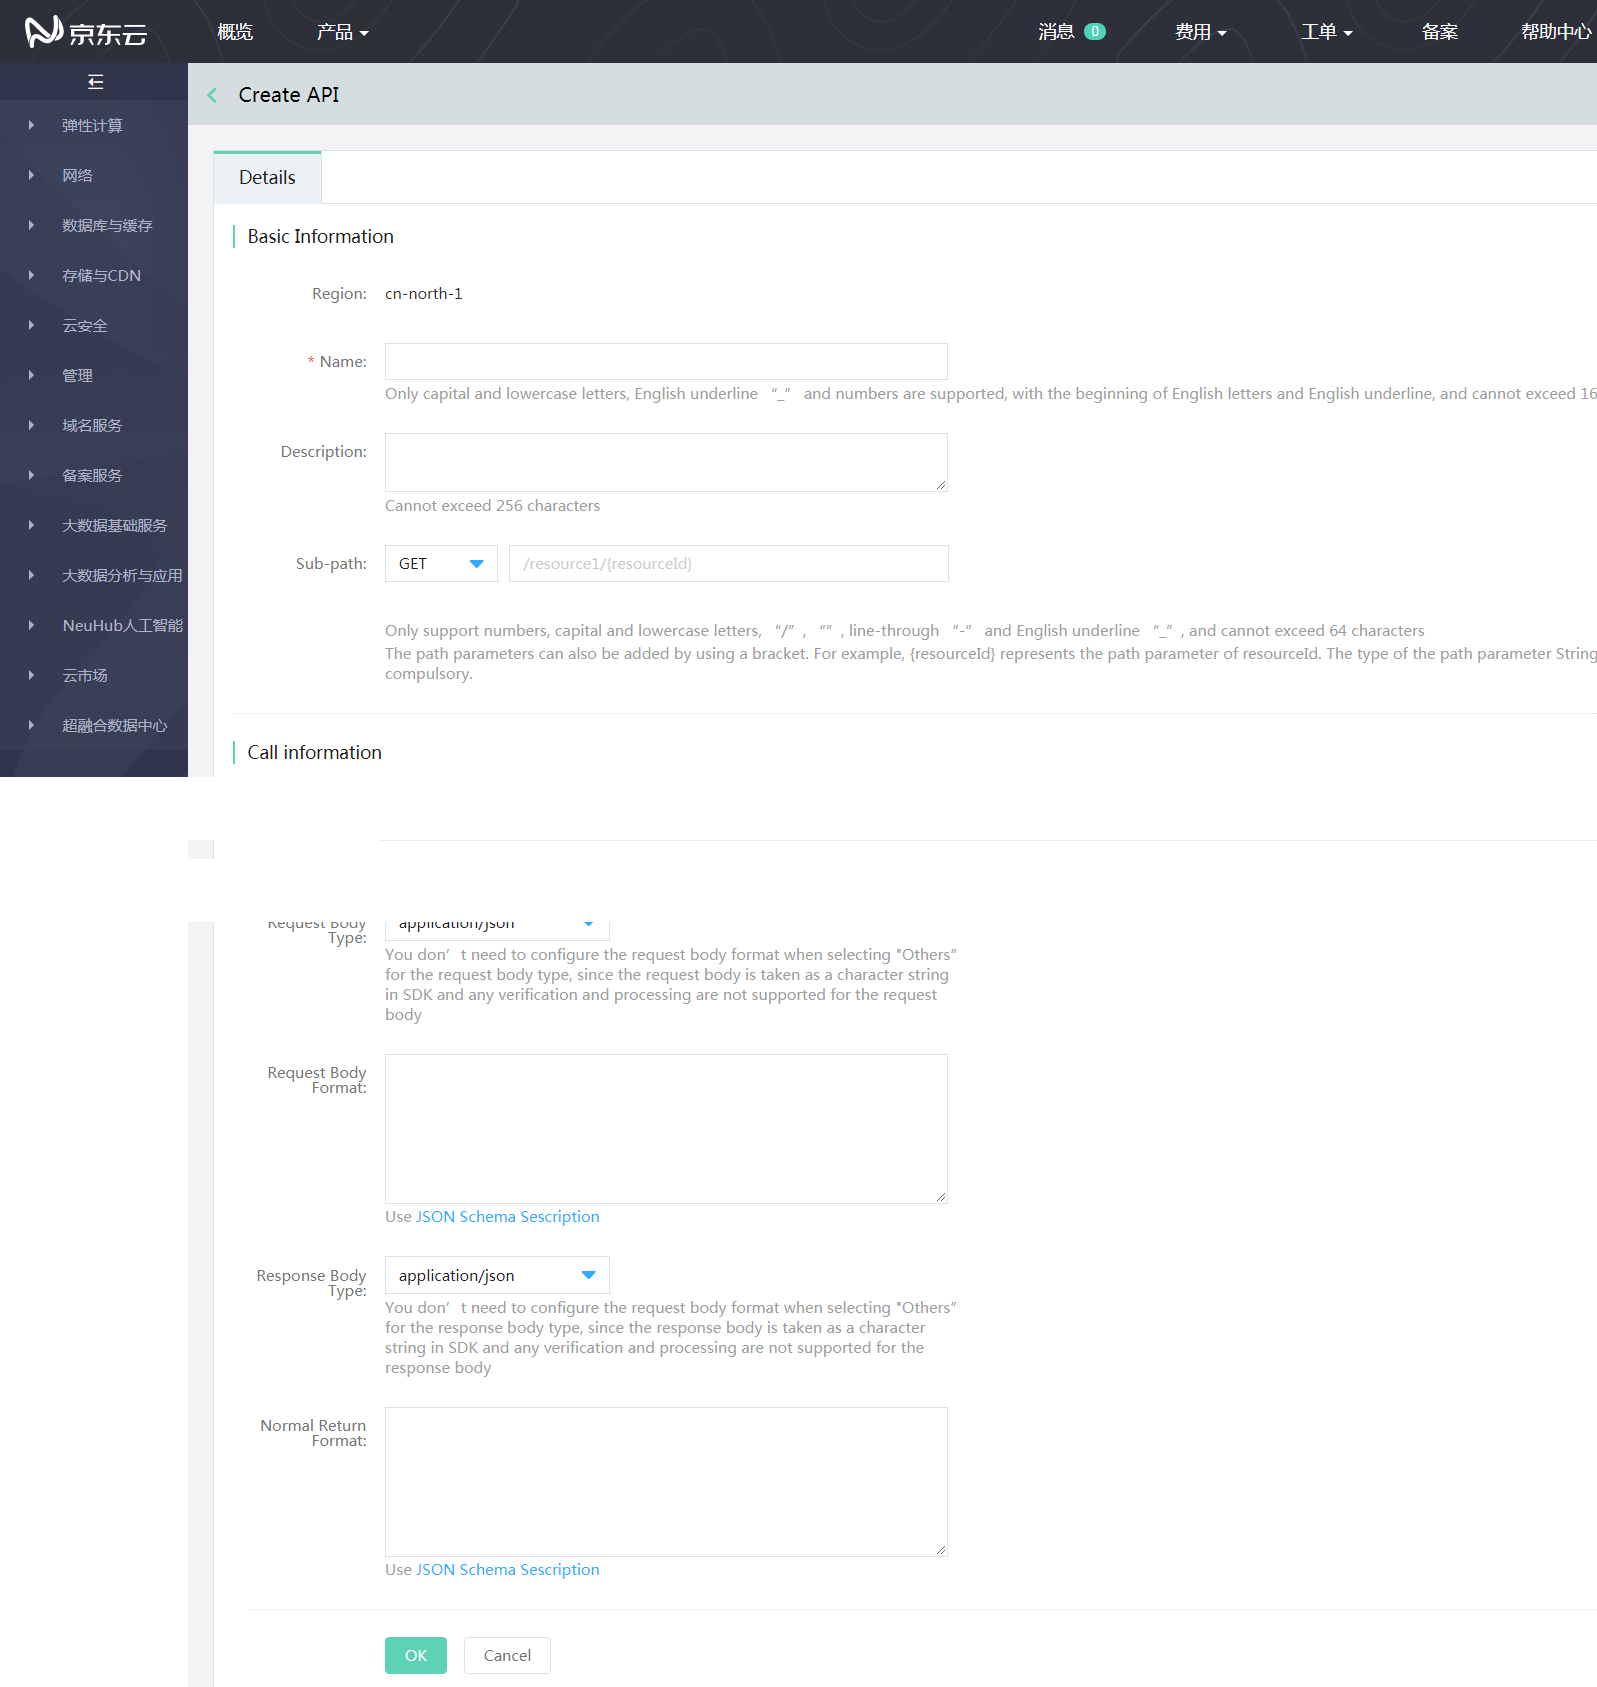 京东云
概览
产品
消息 0
费用
工单
备案
帮助中心
弹性计算
网络
数据库与缓存
存储与CDN
云安全
管理
域名服务
备案服务
大数据基础服务
大数据分析与应用
NeuHub人工智能
云市场
超融合数据中心
Create API
Details
Basic Information
Region: cn-north-1
* Name:
Only capital and lowercase letters, English underline “_” and numbers are supported, with the beginning of English letters and English underline, and cannot exceed 16
Description:
Cannot exceed 256 characters
Sub-path: GET /resource1/{resourceId}
Only support numbers, capital and lowercase letters, “/”, “”, line-through “-” and English underline “_”, and cannot exceed 64 characters
The path parameters can also be added by using a bracket. For example, {resourceId} represents the path parameter of resourceId. The type of the path parameter String
compulsory.
Call information
Request Body application/json
Type:
You don’t need to configure the request body format when selecting "Others”
for the request body type, since the request body is taken as a character string
in SDK and any verification and processing are not supported for the request
body
Request Body
Format:
Use JSON Schema Sescription
Response Body application/json
Type:
You don’t need to configure the request body format when selecting "Others”
for the response body type, since the response body is taken as a character
string in SDK and any verification and processing are not supported for the
response body
Normal Return
Format:
Use JSON Schema Sescription
OK Cancel